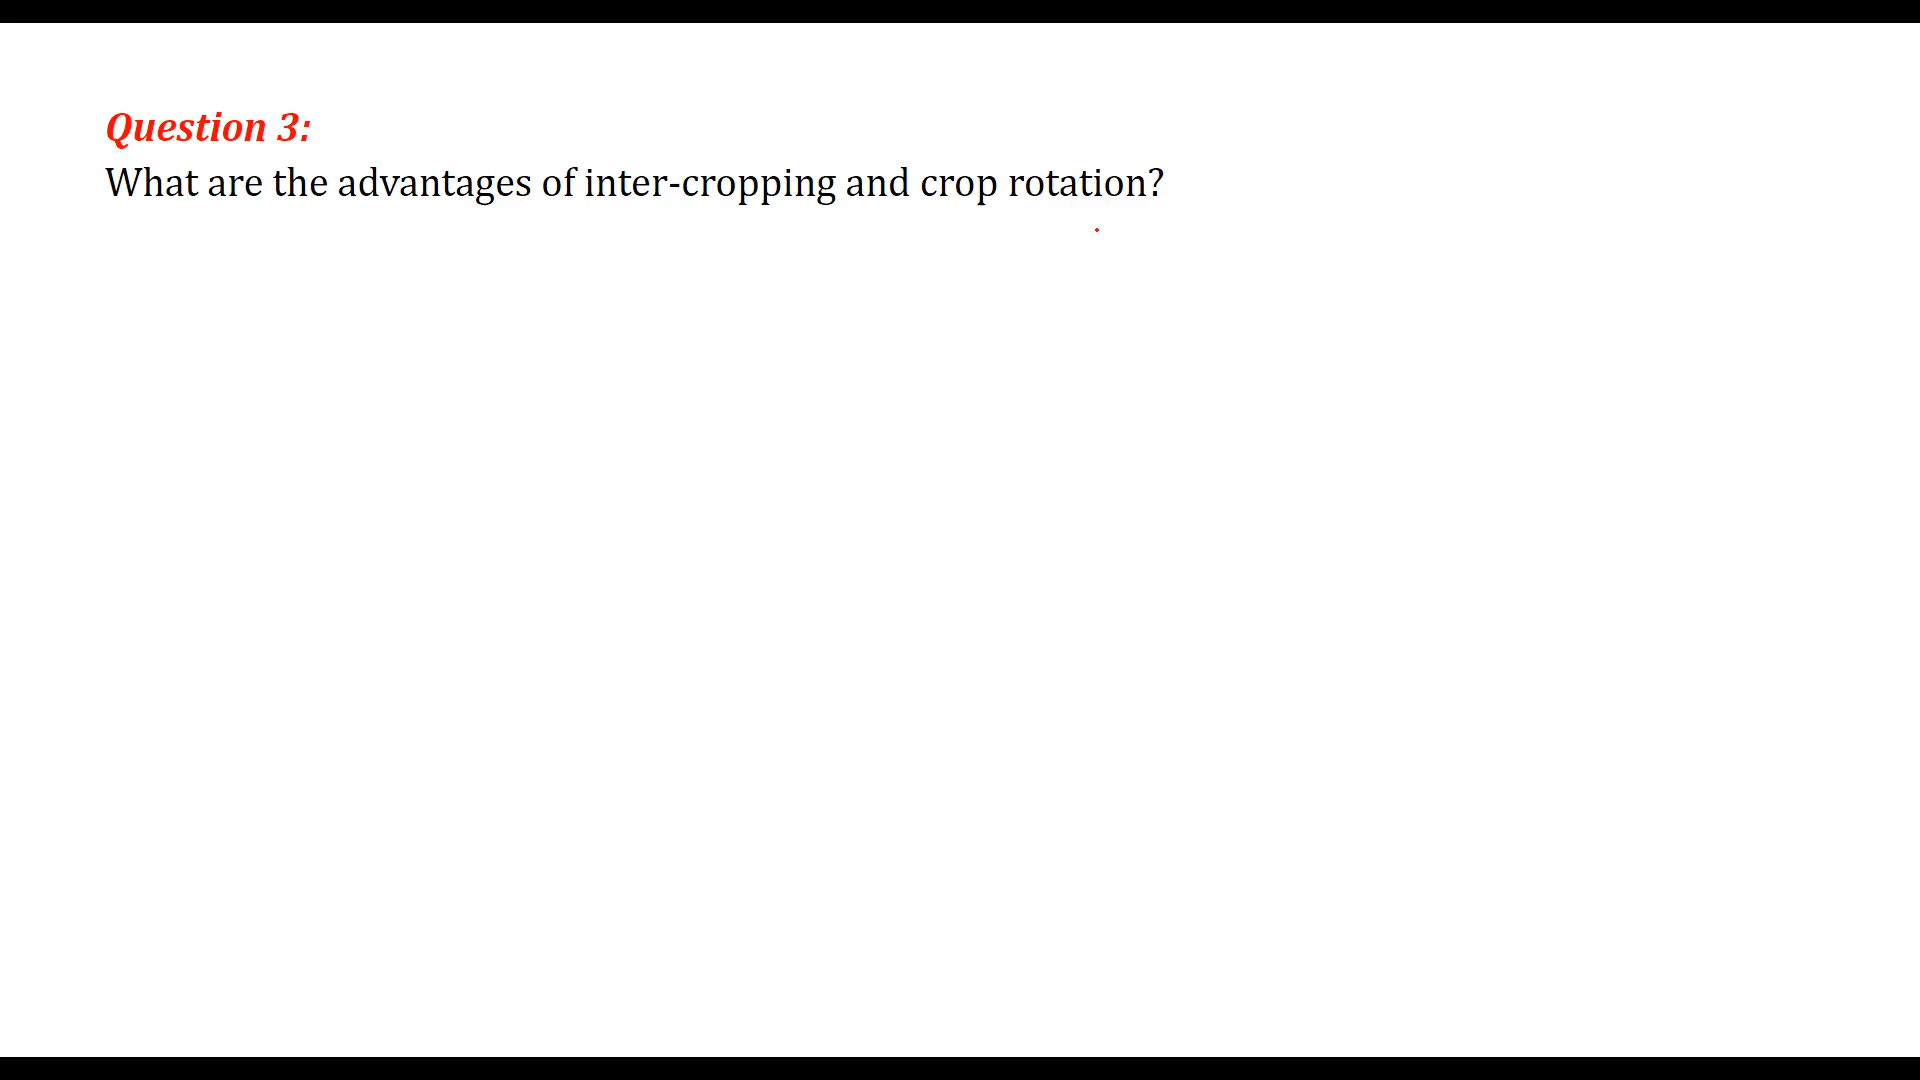 Question 3:
What are the advantages of inter-cropping and crop rotation?